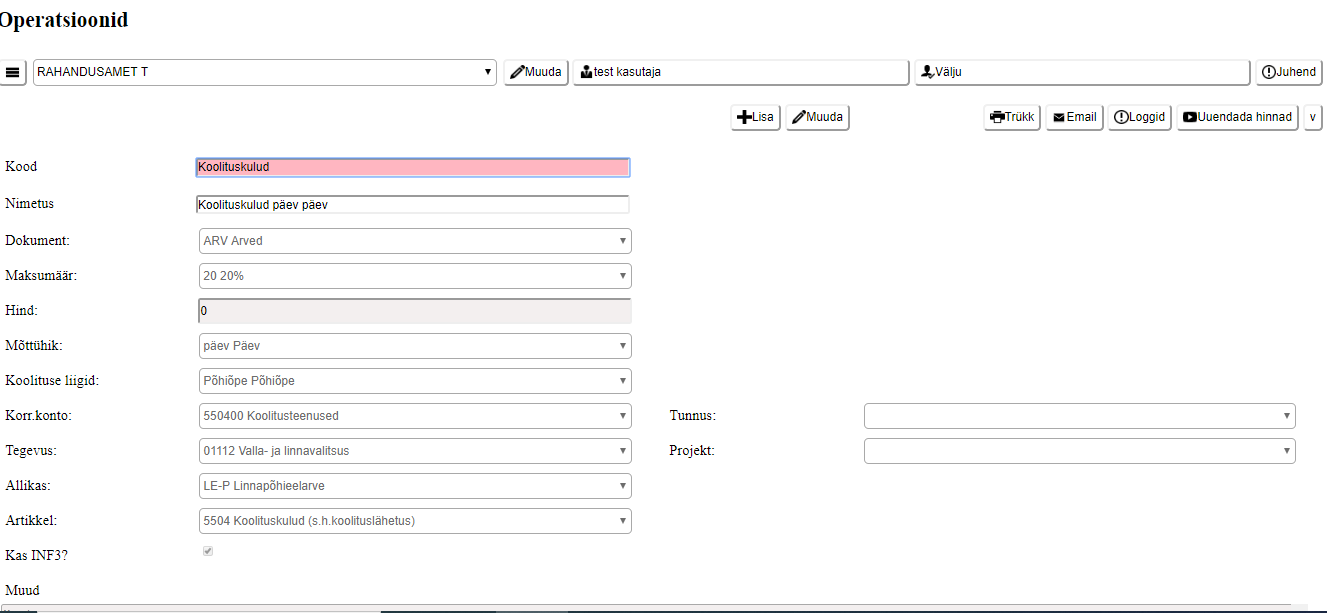 Operatsioonid
RAHANDUSAMET T Muuda test kasutaja Välju Juhend
Lisa Muuda Trükk Email Loggid Uuendada hinnad v
Kood Koolituskulud
Nimetus Koolituskulud päev päev
Dokument: ARV Arved
Maksumäär: 20 20%
Hind: 0
Mõttühik: päev Päev
Koolituse liigid: Põhiõpe Põhiõpe
Korr.konto: 550400 Koolitusteenused Tunnus:
Tegevus: 01112 Valla- ja linnavalitsus Projekt:
Allikas: LE-P Linnapõhieelarve
Artikkel: 5504 Koolituskulud (s.h.koolituslähetus)
Kas INF3?
Muud